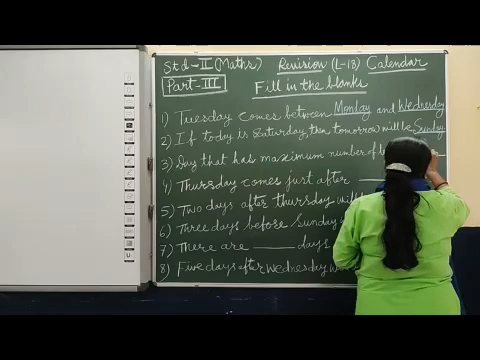 Std-II (Maths) Revision (L-13) Calendar
Part-III Fill in the blanks
1) Tuesday comes between Monday and Wednesday
2) If today is saturday, then tomorrow will be Sunday.
3) Day that has maximum number of
4) Thursday comes just after ____
5) Two days after thursday will
6) Three days before Sunday
7) There are ____ days
8) Five days after Wednesday